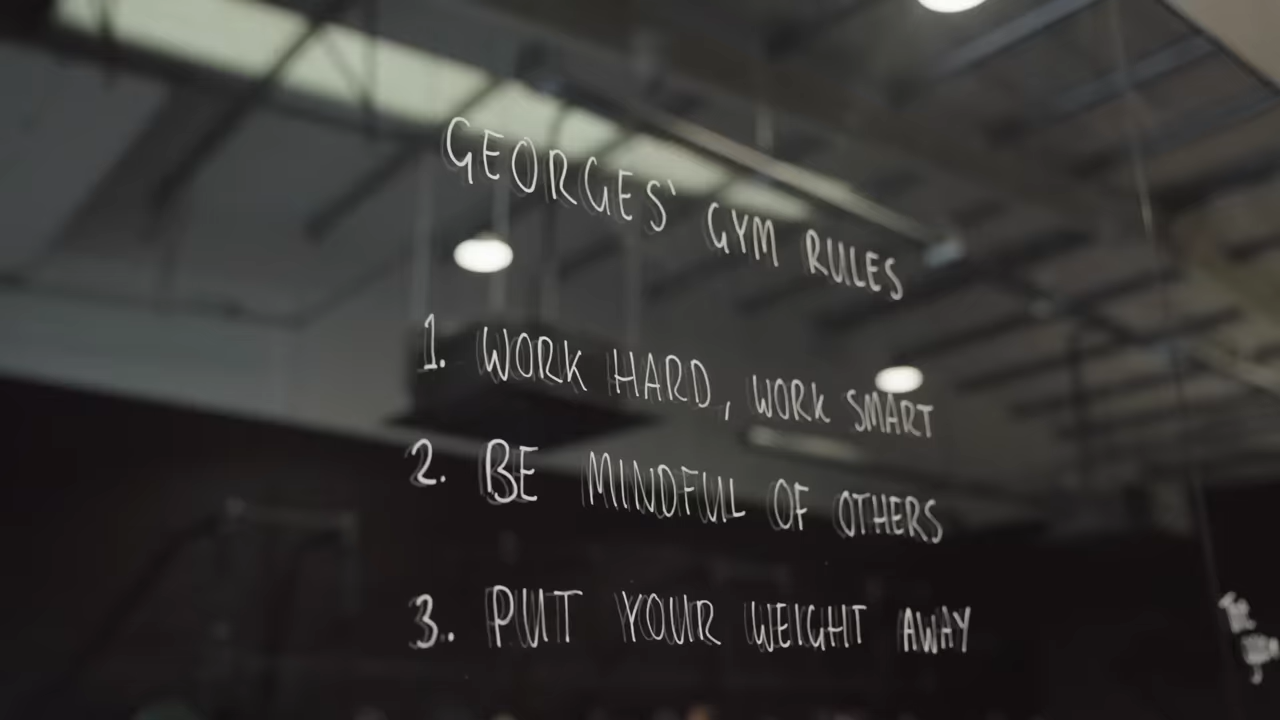 GEORGES' GYM RULES
1. WORK HARD, WORK SMART
2. BE MINDFUL OF OTHERS
3. PUT YOUR WEIGHT AWAY